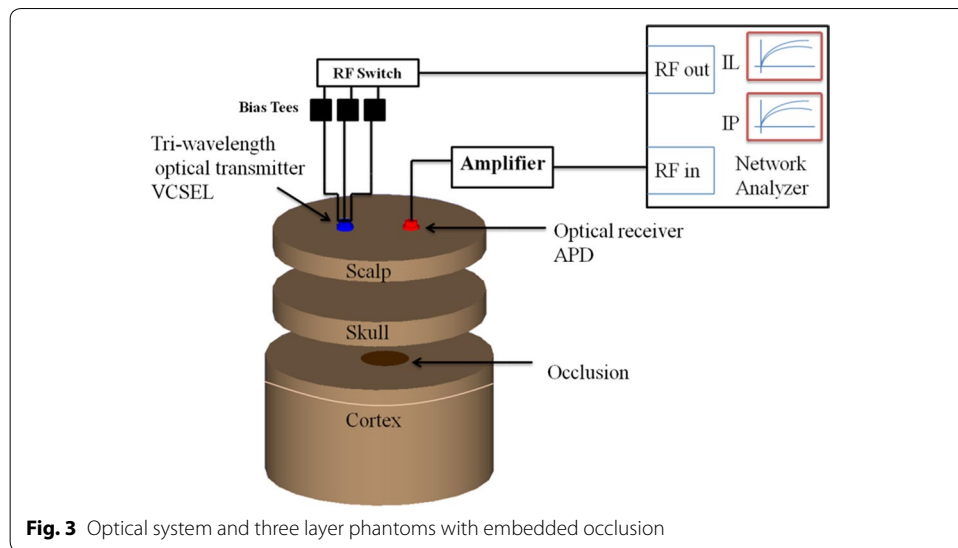 RF Switch
Bias Tees
Tri-wavelength
optical transmitter
VCSEL
Amplifier
RF out
IL
IP
RF in
Network
Analyzer
Optical receiver
APD
Scalp
Skull
Occlusion
Cortex
Fig. 3 Optical system and three layer phantoms with embedded occlusion